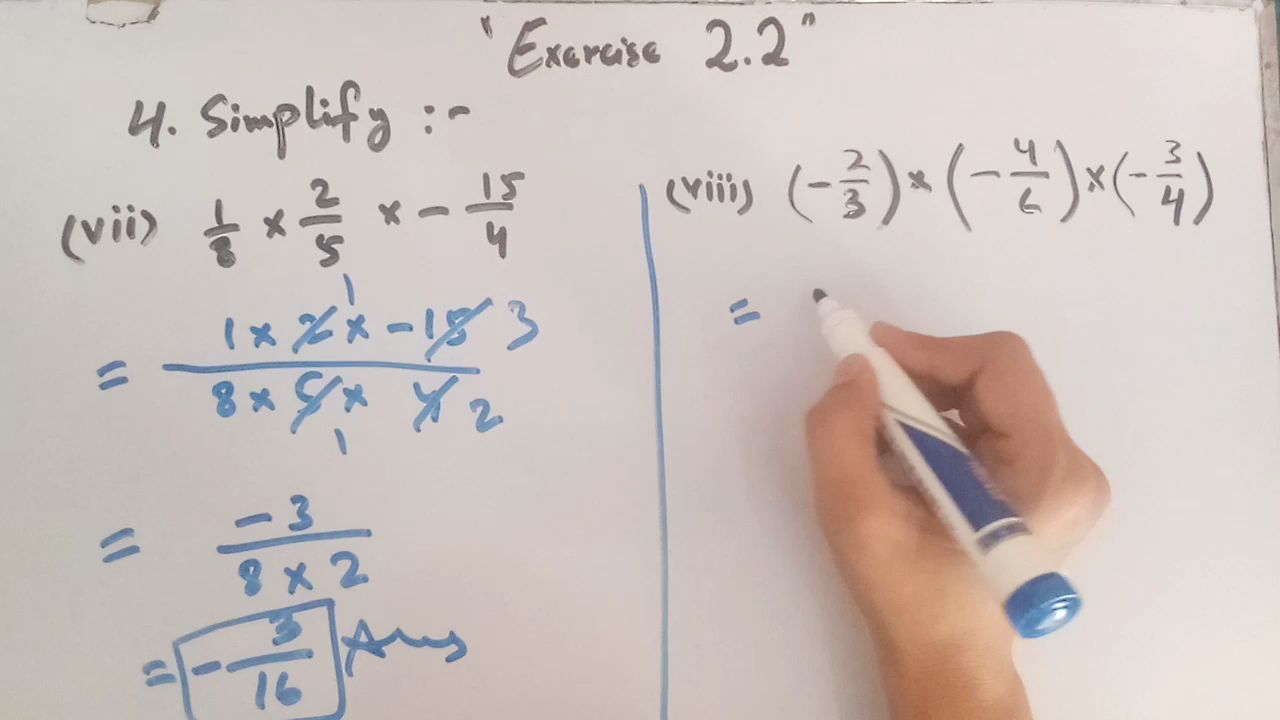 "Exercise 2.2"
4. Simplify :-
(vii) 1/8 × 2/5 × - 15/4
1
1 × 2 × - 15 3
= 
8 × 5 × 4 2
1
= - 3 / 8 × 2
= - 3/16 Ans
(viii) (- 2/3) × (- 4/6) × (- 3/4)
=